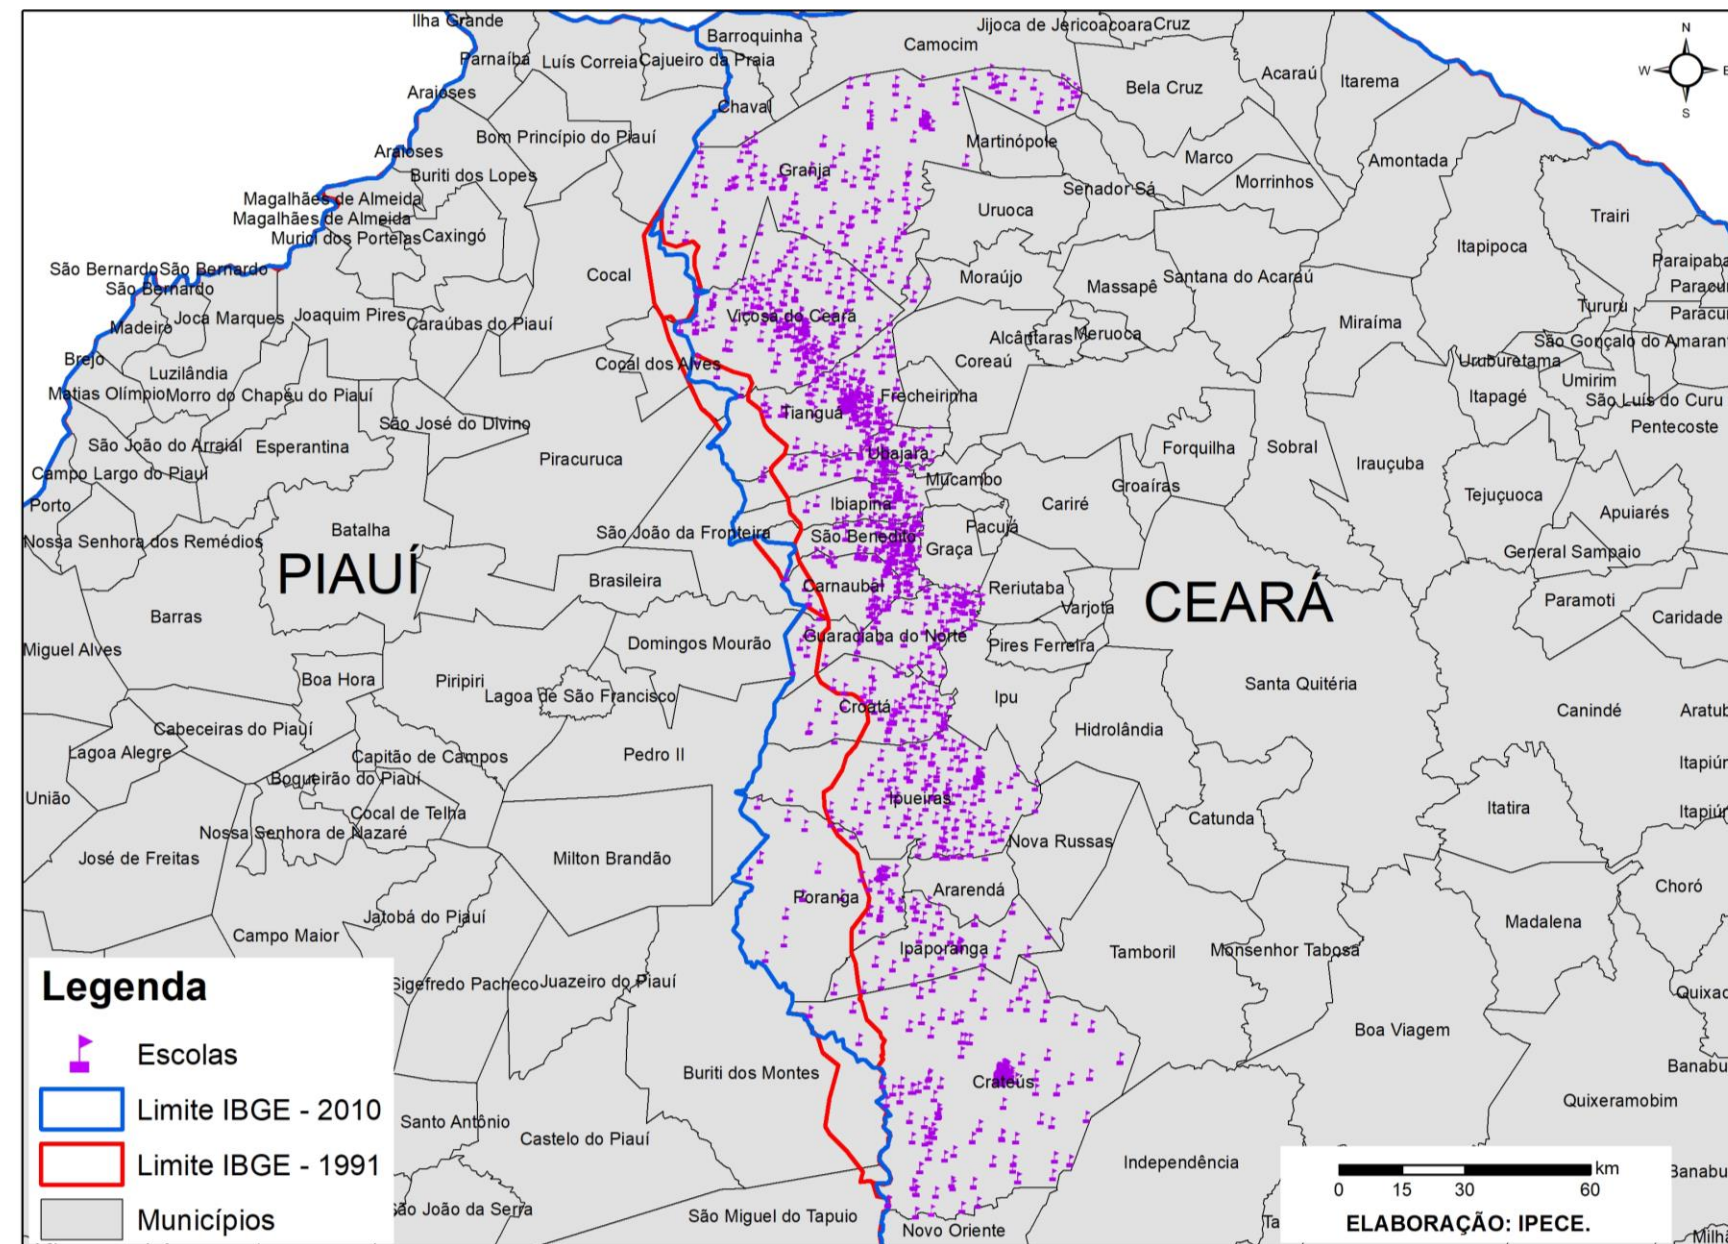 Ilha Grande
Parnaíba
Luís Correia
Cajueiro da Praia
Barroquinha
Camocim
Jijoca de Jericoacoara
Cruz
Araioses
Chaval
Bela Cruz
Acaraú
Itarema
N
W
E
S
Bom Princípio do Piauí
Araioses
Buriti dos Lopes
Granja
Martinópole
Marco
Amontada
Magalhães de Almeida
Magalhães de Almeida
Murici dos Portelas
Caxingó
Senador Sá
Morrinhos
Uruoca
Trairi
Itapipoca
São Bernardo
São Bernardo
São Bernardo
Cocal
Moraújo
Massapê
Santana do Acaraú
Paraipaba
Madeiro
Joca Marques
Joaquim Pires
Caraúbas do Piauí
Viçosa do Ceará
Alcântaras
Meruoca
Miraíma
Tururu
Brejo
Luzilândia
Cocal dos Alves
Coreaú
São Gonçalo do Amaran
Uruburetama
Umirim
Matias Olímpio
Morro do Chapéu do Piauí
Frecheirinha
Itapagé
São Luís do Curu
Tianguá
São José do Divino
Pentecoste
São João do Arraial
Esperantina
Piracuruca
Ubajara
Forquilha
Sobral
Irauçuba
Campo Largo do Piauí
Mucambo
Groaíras
Tejuçuoca
Porto
Batalha
Ibiapina
Cariré
Apuiarés
Nossa Senhora dos Remédios
São João da Fronteira
São Benedito
Pacujá
Graça
General Sampaio
PIAUÍ
CEARÁ
Brasileira
Carnaubal
Reriutaba
Varjota
Paramoti
Caridade
Barras
Miguel Alves
Domingos Mourão
Guaraciaba do Norte
Pires Ferreira
Boa Hora
Piripiri
Lagoa de São Francisco
Croatá
Ipu
Santa Quitéria
Canindé
Aratub
Cabeceiras do Piauí
Lagoa Alegre
Capitão de Campos
Pedro II
Hidrolândia
Itapiún
Boqueirão do Piauí
União
Cocal de Telha
Ipueiras
Catunda
Itatira
Itapiún
Nossa Senhora de Nazaré
José de Freitas
Milton Brandão
Nova Russas
Poranga
Ararendá
Choró
Jatobá do Piauí
Campo Maior
Ipaporanga
Tamboril
Monsenhor Tabosa
Madalena
Sigefredo Pacheco
Juazeiro do Piauí
Quixad
Boa Viagem
Buriti dos Montes
Crateús
Banabu
Quixeramobim
Santo Antônio
Castelo do Piauí
Independência
Banabu
São João da Serra
São Miguel do Tapuio
Novo Oriente
Ta
Milh
Legenda
Escolas
Limite IBGE - 2010
Limite IBGE - 1991
Municípios
km
0 15 30 60
ELABORAÇÃO: IPECE.